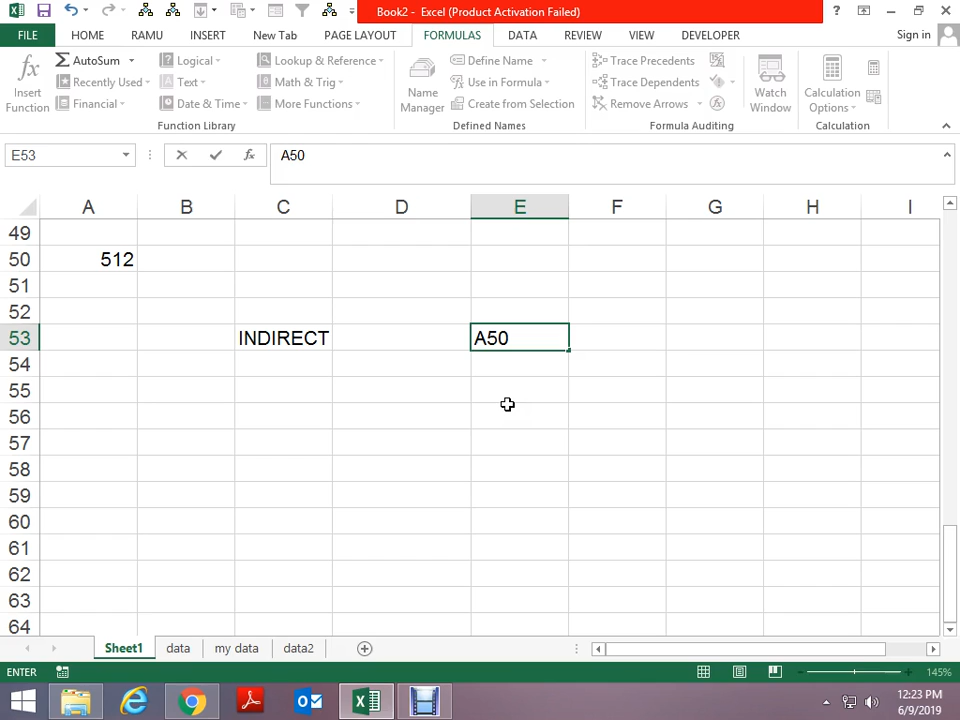 Book2 - Excel (Product Activation Failed)
FILE HOME RAMU INSERT New Tab PAGE LAYOUT FORMULAS DATA REVIEW VIEW DEVELOPER Sign in
fx Insert Function
AutoSum Logical Lookup & Reference
Recently Used Text Math & Trig
Financial Date & Time More Functions
Function Library
Name Manager
Define Name
Use in Formula
Create from Selection
Defined Names
Trace Precedents
Trace Dependents
Remove Arrows
Formula Auditing
Watch Window
Calculation Options
Calculation
E53 fx A50
A B C D E F G H I
49
50 512
51
52
53 INDIRECT A50
54
55
56
57
58
59
60
61
62
63
64
Sheet1 data my data data2
ENTER 145%
12:23 PM
6/9/2019